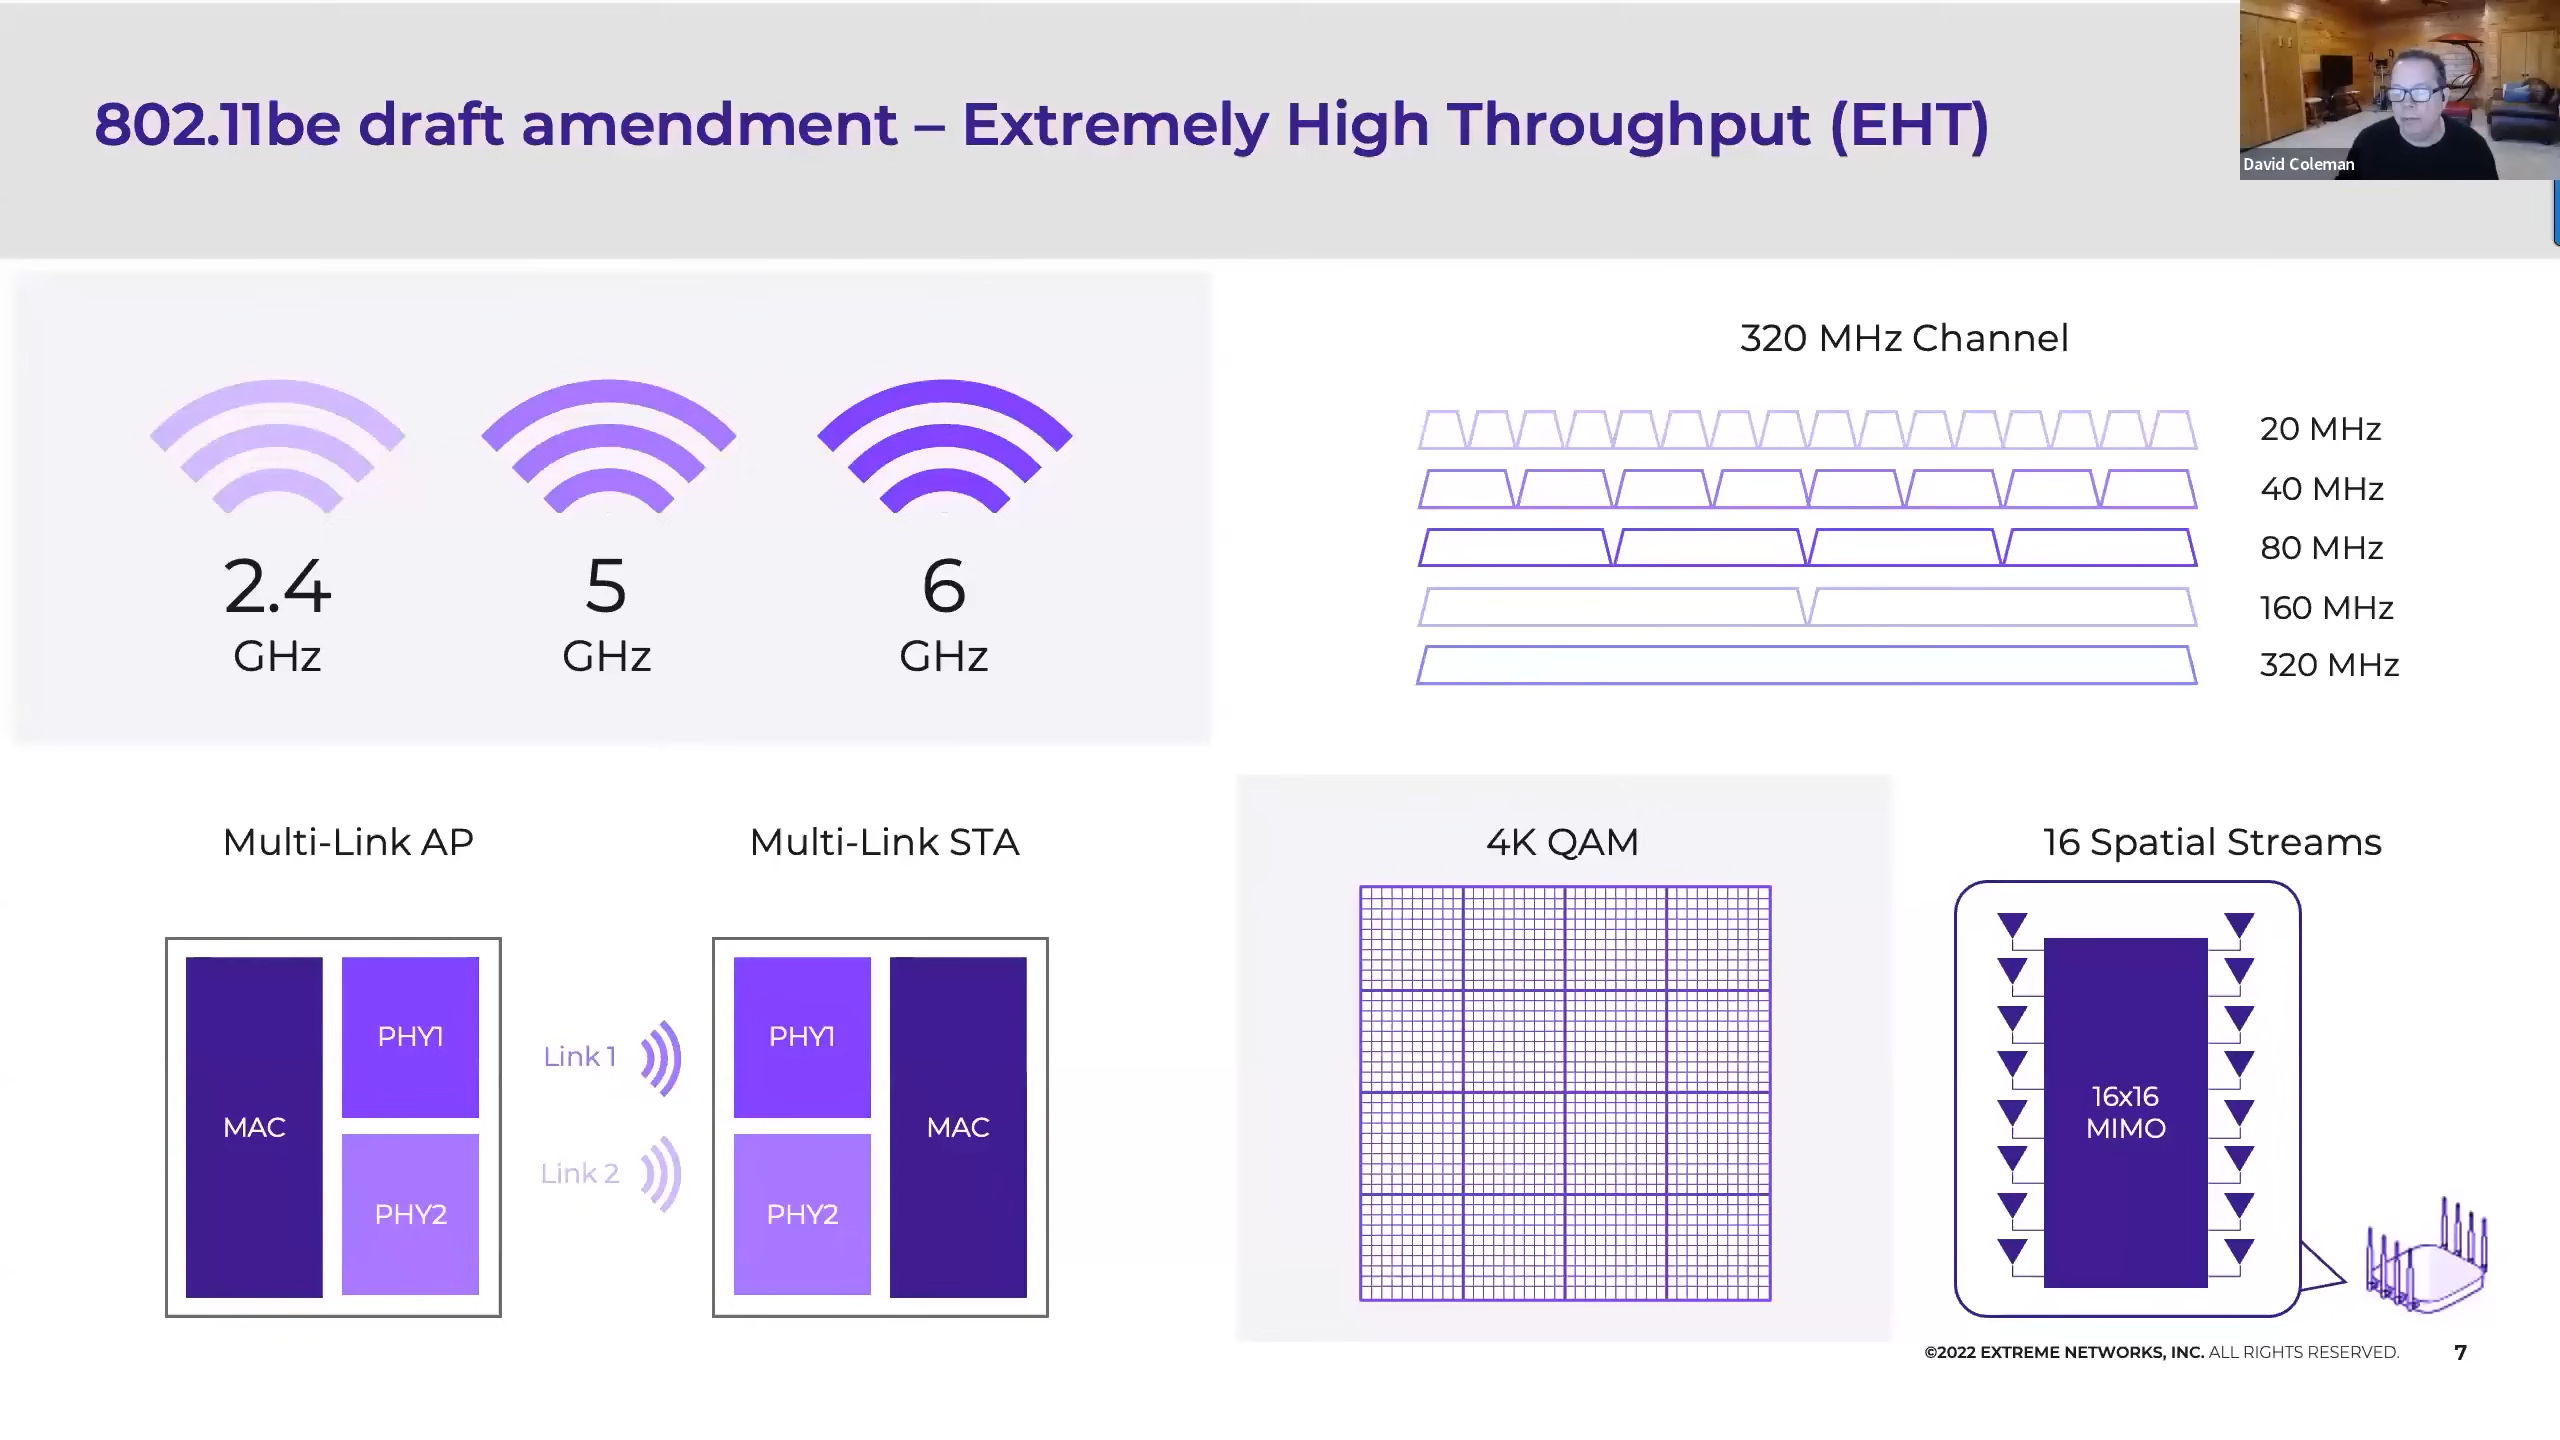 802.11be draft amendment – Extremely High Throughput (EHT)
David Coleman
2.4
GHz
5
GHz
6
GHz
320 MHz Channel
20 MHz
40 MHz
80 MHz
160 MHz
320 MHz
Multi-Link AP
MAC
PHY1
PHY2
Link 1
Link 2
Multi-Link STA
PHY1
PHY2
MAC
4K QAM
16 Spatial Streams
16x16
MIMO
©2022 EXTREME NETWORKS, INC. ALL RIGHTS RESERVED.
7